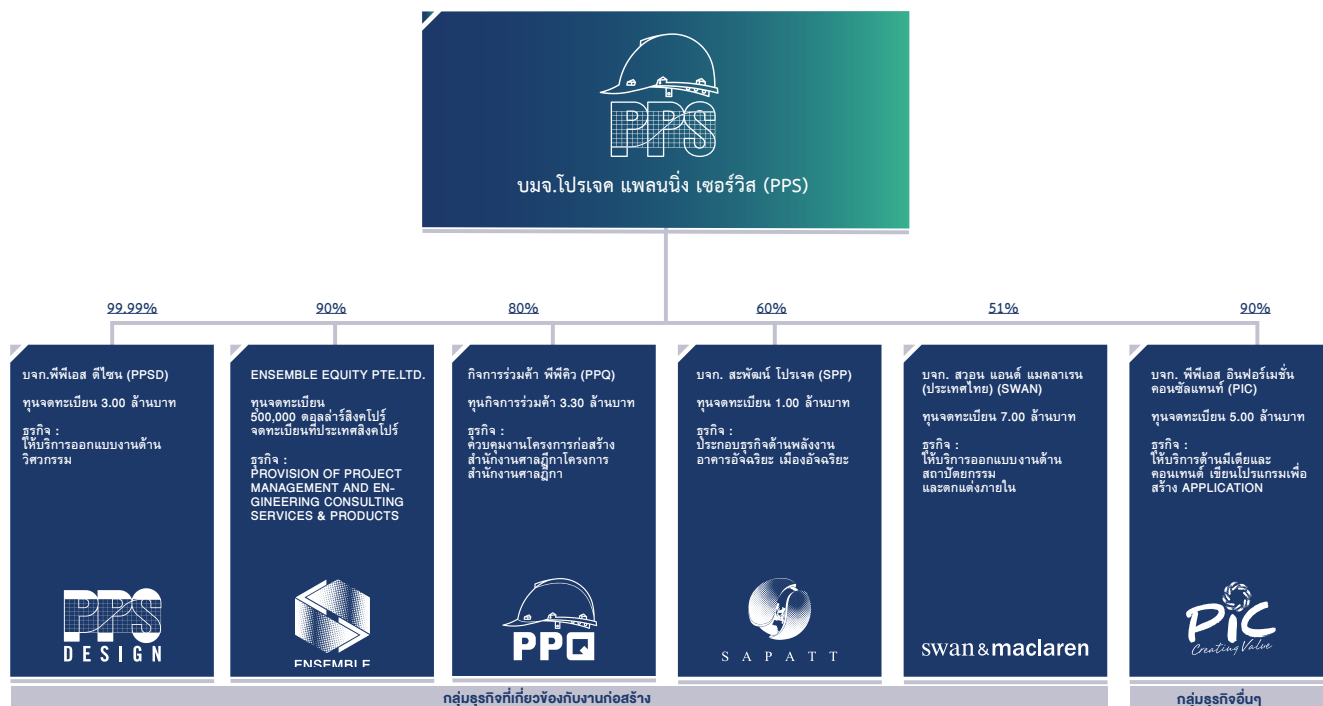 PPS
บมจ.โปรเจค แพลนนิ่ง เซอร์วิส (PPS)
99.99%
90%
80%
60%
51%
90%
บจก.พีพีเอส ดีไซน (PPSD)
ทุนจดทะเบียน 3.00 ล้านบาท
ธุรกิจ :
ให้บริการออกแบบงานด้าน
วิศวกรรม
PPS
DESIGN
ENSEMBLE EQUITY PTE.LTD.
ทุนจดทะเบียน
500,000 ดอลล่าร์สิงคโปร์
จดทะเบียนที่ประเทศสิงคโปร์
ธุรกิจ :
PROVISION OF PROJECT
MANAGEMENT AND EN-
GINEERING CONSULTING
SERVICES & PRODUCTS
ENSEMBLE
กิจการร่วมค้า พีพีคิว (PPQ)
ทุนกิจการร่วมค้า 3.30 ล้านบาท
ธุรกิจ :
ควบคุมงานโครงการก่อสร้าง
สำนักงานศาลฎีกาโครงการ
สำนักงานศาลฎีกา
PPQ
บจก. สะพัฒน์ โปรเจค (SPP)
ทุนจดทะเบียน 1.00 ล้านบาท
ธุรกิจ :
ประกอบธุรกิจด้านพลังงาน
อาคารอัจฉริยะ เมืองอัจฉริยะ
SAPATT
บจก. สวอน แอนด์ แมคลาเรน
(ประเทศไทย) (SWAN)
ทุนจดทะเบียน 7.00 ล้านบาท
ธุรกิจ :
ให้บริการออกแบบงานด้าน
สถาปัตยกรรม
และตกแต่งภายใน
swan&maclaren
บจก. พีพีเอส อินฟอร์เมชั่น
คอนซัลแทนท์ (PIC)
ทุนจดทะเบียน 5.00 ล้านบาท
ธุรกิจ :
ให้บริการด้านมีเดียและ
คอนเทนต์ เขียนโปรแกรมเพื่อ
สร้าง APPLICATION
PiC
Creating Value
กลุ่มธุรกิจที่เกี่ยวข้องกับงานก่อสร้าง
กลุ่มธุรกิจอื่นๆ